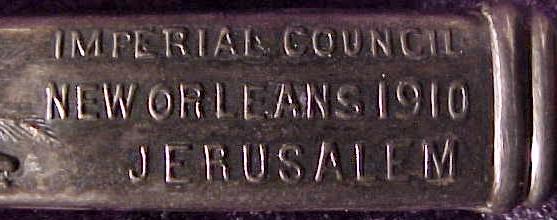 IMPERIAL COUNCIL
NEW ORLEANS 1910
JERUSALEM